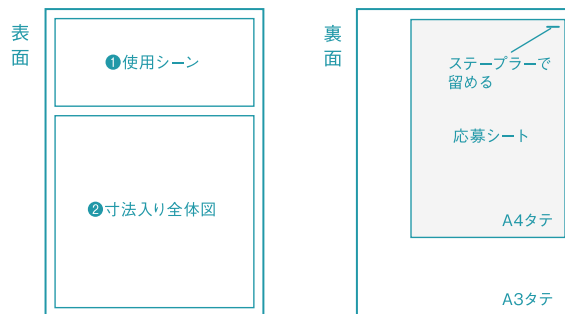 表面
❶使用シーン
❷寸法入り全体図
裏面
ステープラーで
留める
応募シート
A4タテ
A3タテ